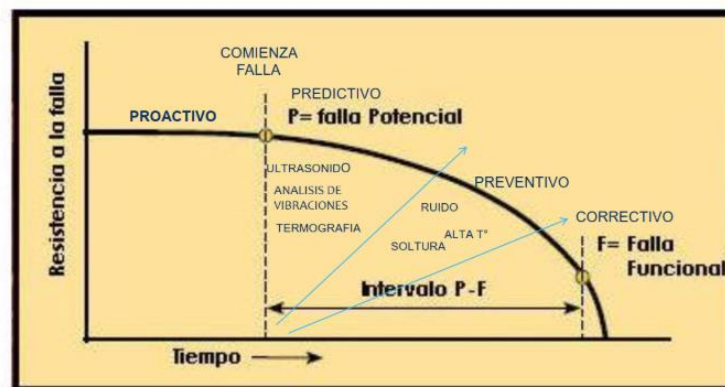 COMIENZA
FALLA
PREDICTIVO
P= falla Potencial
PROACTIVO
ULTRASONIDO
ANALISIS DE
VIBRACIONES
TERMOGRAFIA
PREVENTIVO
RUIDO
ALTA T°
SOLTURA
CORRECTIVO
F= Falla
Funcional
Intervalo P-F
Resistencia a la falla
Tiempo